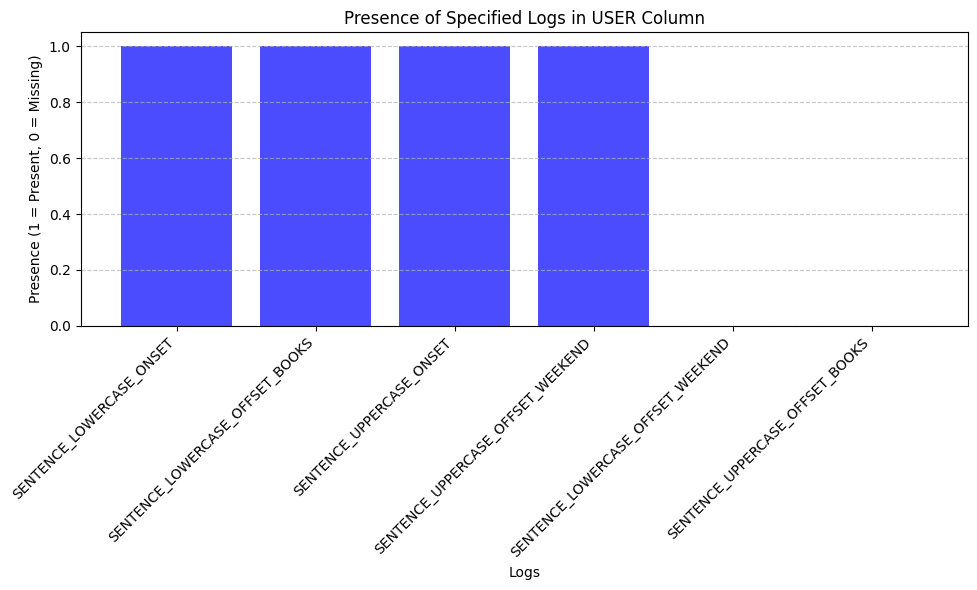 Presence of Specified Logs in USER Column
Presence (1 = Present, 0 = Missing)
1.0
0.8
0.6
0.4
0.2
0.0
SENTENCE_LOWERCASE_ONSET
SENTENCE_LOWERCASE_OFFSET_BOOKS
SENTENCE_UPPERCASE_ONSET
SENTENCE_UPPERCASE_OFFSET_WEEKEND
SENTENCE_LOWERCASE_OFFSET_WEEKEND
SENTENCE_UPPERCASE_OFFSET_BOOKS
Logs